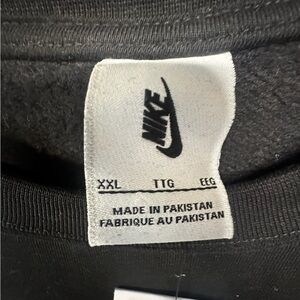 NIKE
XXL TTG EEG
MADE IN PAKISTAN
FABRIQUE AU PAKISTAN